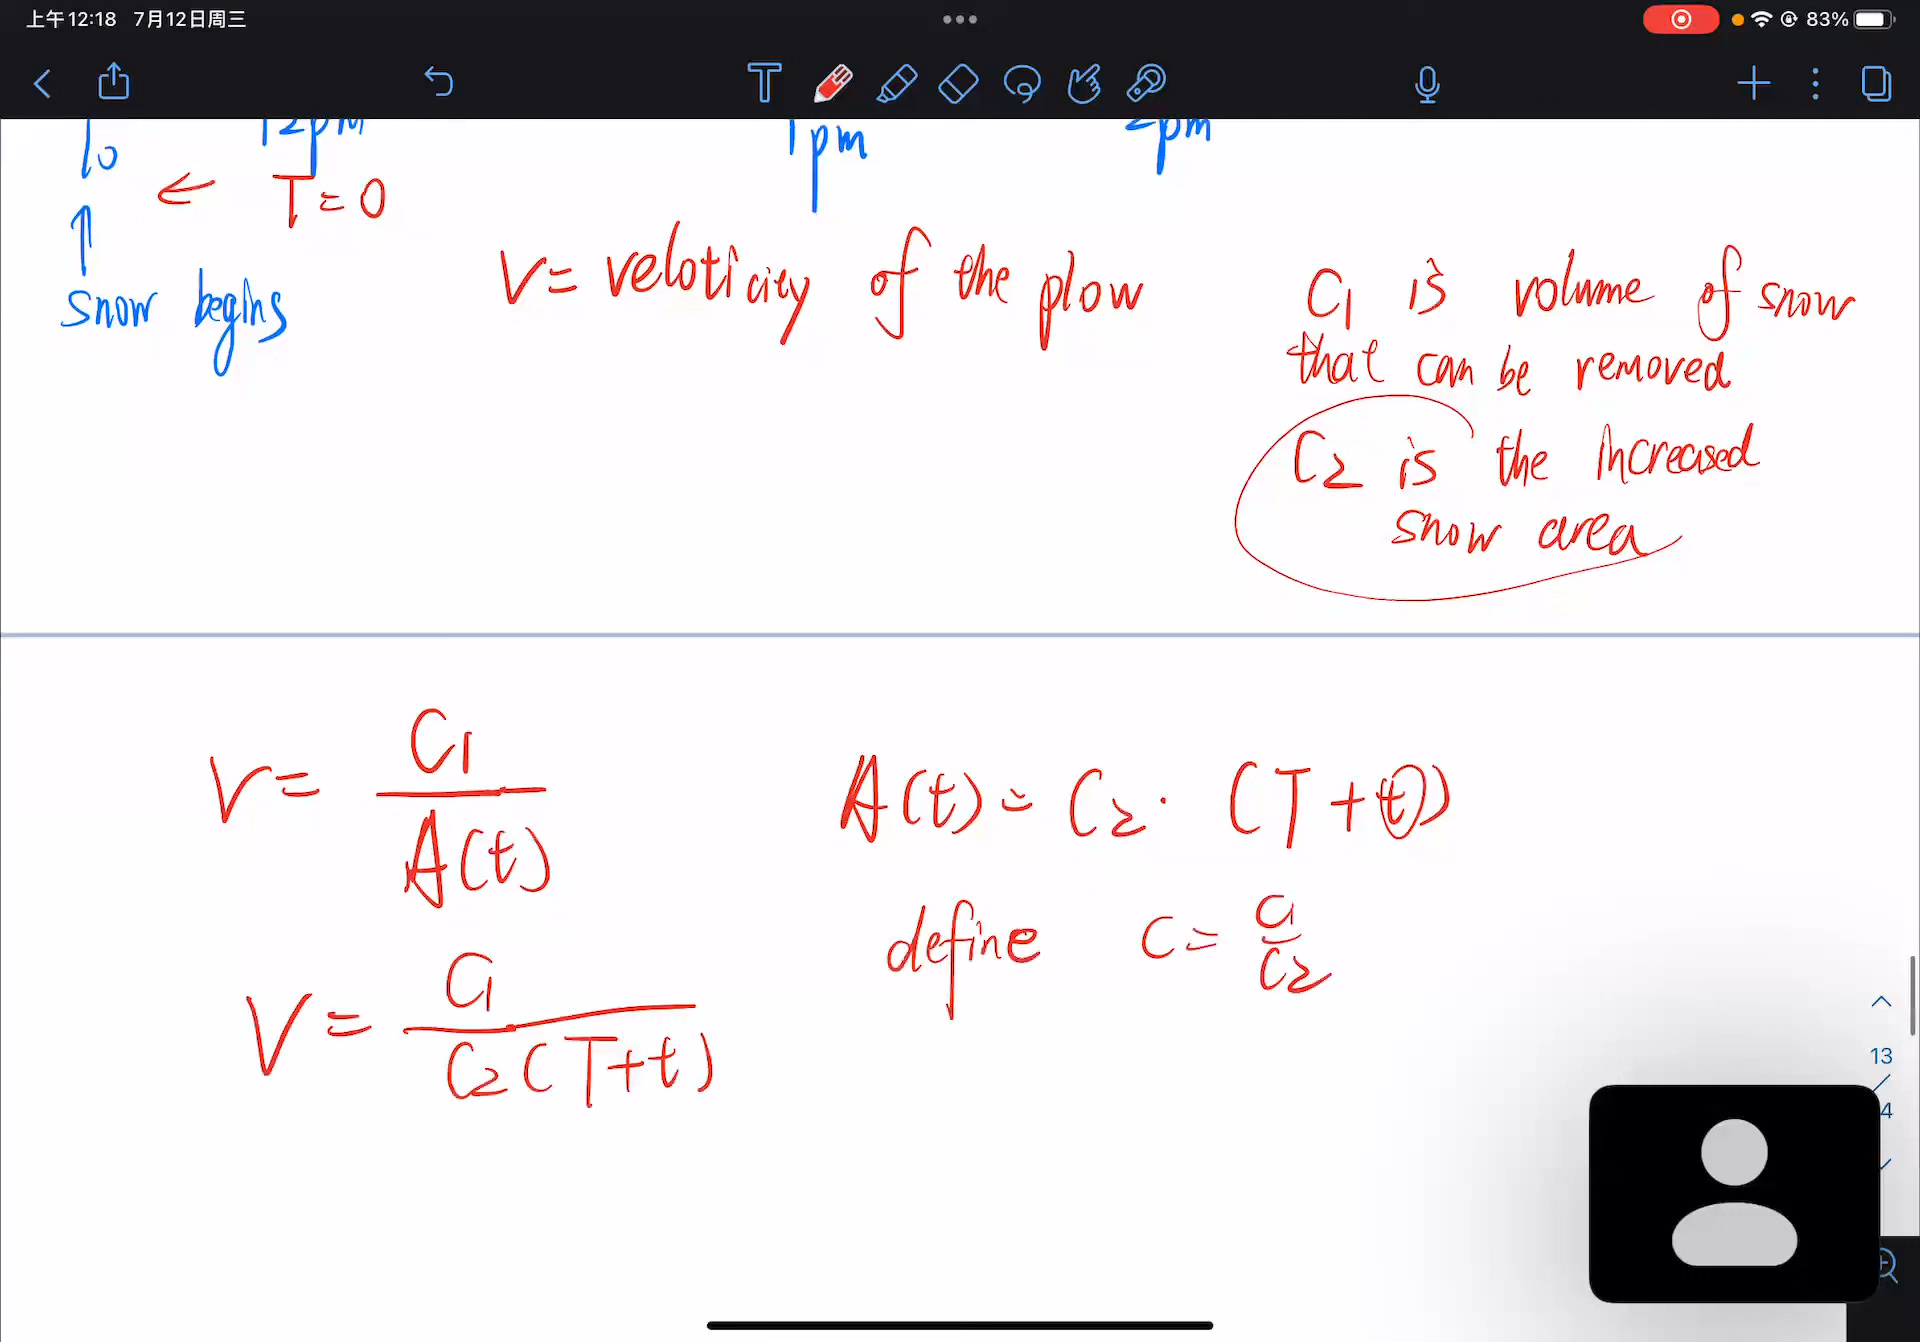 上午12:18 7月12日周三
83%
12pm 1pm 2pm
← T=0
snow begins
V= veloticity of the plow
C1 is volume of snow
that can be removed
C2 is the increased
snow area
V= C1/A(t)
A(t)= C2· (T+t)
define C= C1/C2
V= C1/C2(T+t)
13